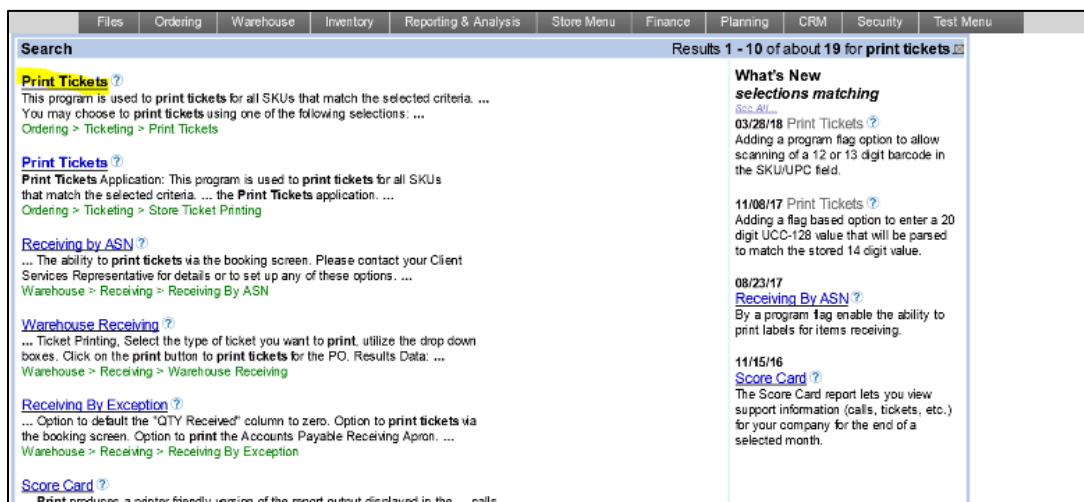 Files Ordering Warehouse Inventory Reporting & Analysis Store Menu Finance Planning CRM Security Test Menu
Search
Results 1 - 10 of about 19 for print tickets
Print Tickets ?
This program is used to print tickets for all SKUs that match the selected criteria. ...
You may choose to print tickets using one of the following selections: ...
Ordering > Ticketing > Print Tickets
Print Tickets ?
Print Tickets Application: This program is used to print tickets for all SKUs
that match the selected criteria. ... the Print Tickets application. ...
Ordering > Ticketing > Store Ticket Printing
Receiving by ASN ?
... The ability to print tickets via the booking screen. Please contact your Client
Services Representative for details or to set up any of these options. ...
Warehouse > Receiving > Receiving By ASN
Warehouse Receiving ?
... Ticket Printing, Select the type of ticket you want to print, utilize the drop down
boxes. Click on the print button to print tickets for the PO. Results Data: ...
Warehouse > Receiving > Warehouse Receiving
Receiving By Exception ?
... Option to default the "QTY Received" column to zero. Option to print tickets via
the booking screen. Option to print the Accounts Payable Receiving Apron. ...
Warehouse > Receiving > Receiving By Exception
Score Card ?
... Print produces a printer friendly version of the report output displayed in the ... calls,
What's New
selections matching
See All...
03/28/18 Print Tickets ?
Adding a program flag option to allow
scanning of a 12 or 13 digit barcode in
the SKU/UPC field.
11/08/17 Print Tickets ?
Adding a flag based option to enter a 20
digit UCC-128 value that will be parsed
to match the stored 14 digit value.
08/23/17
Receiving By ASN ?
By a program flag enable the ability to
print labels for items receiving.
11/15/16
Score Card ?
The Score Card report lets you view
support information (calls, tickets, etc.)
for your company for the end of a
selected month.